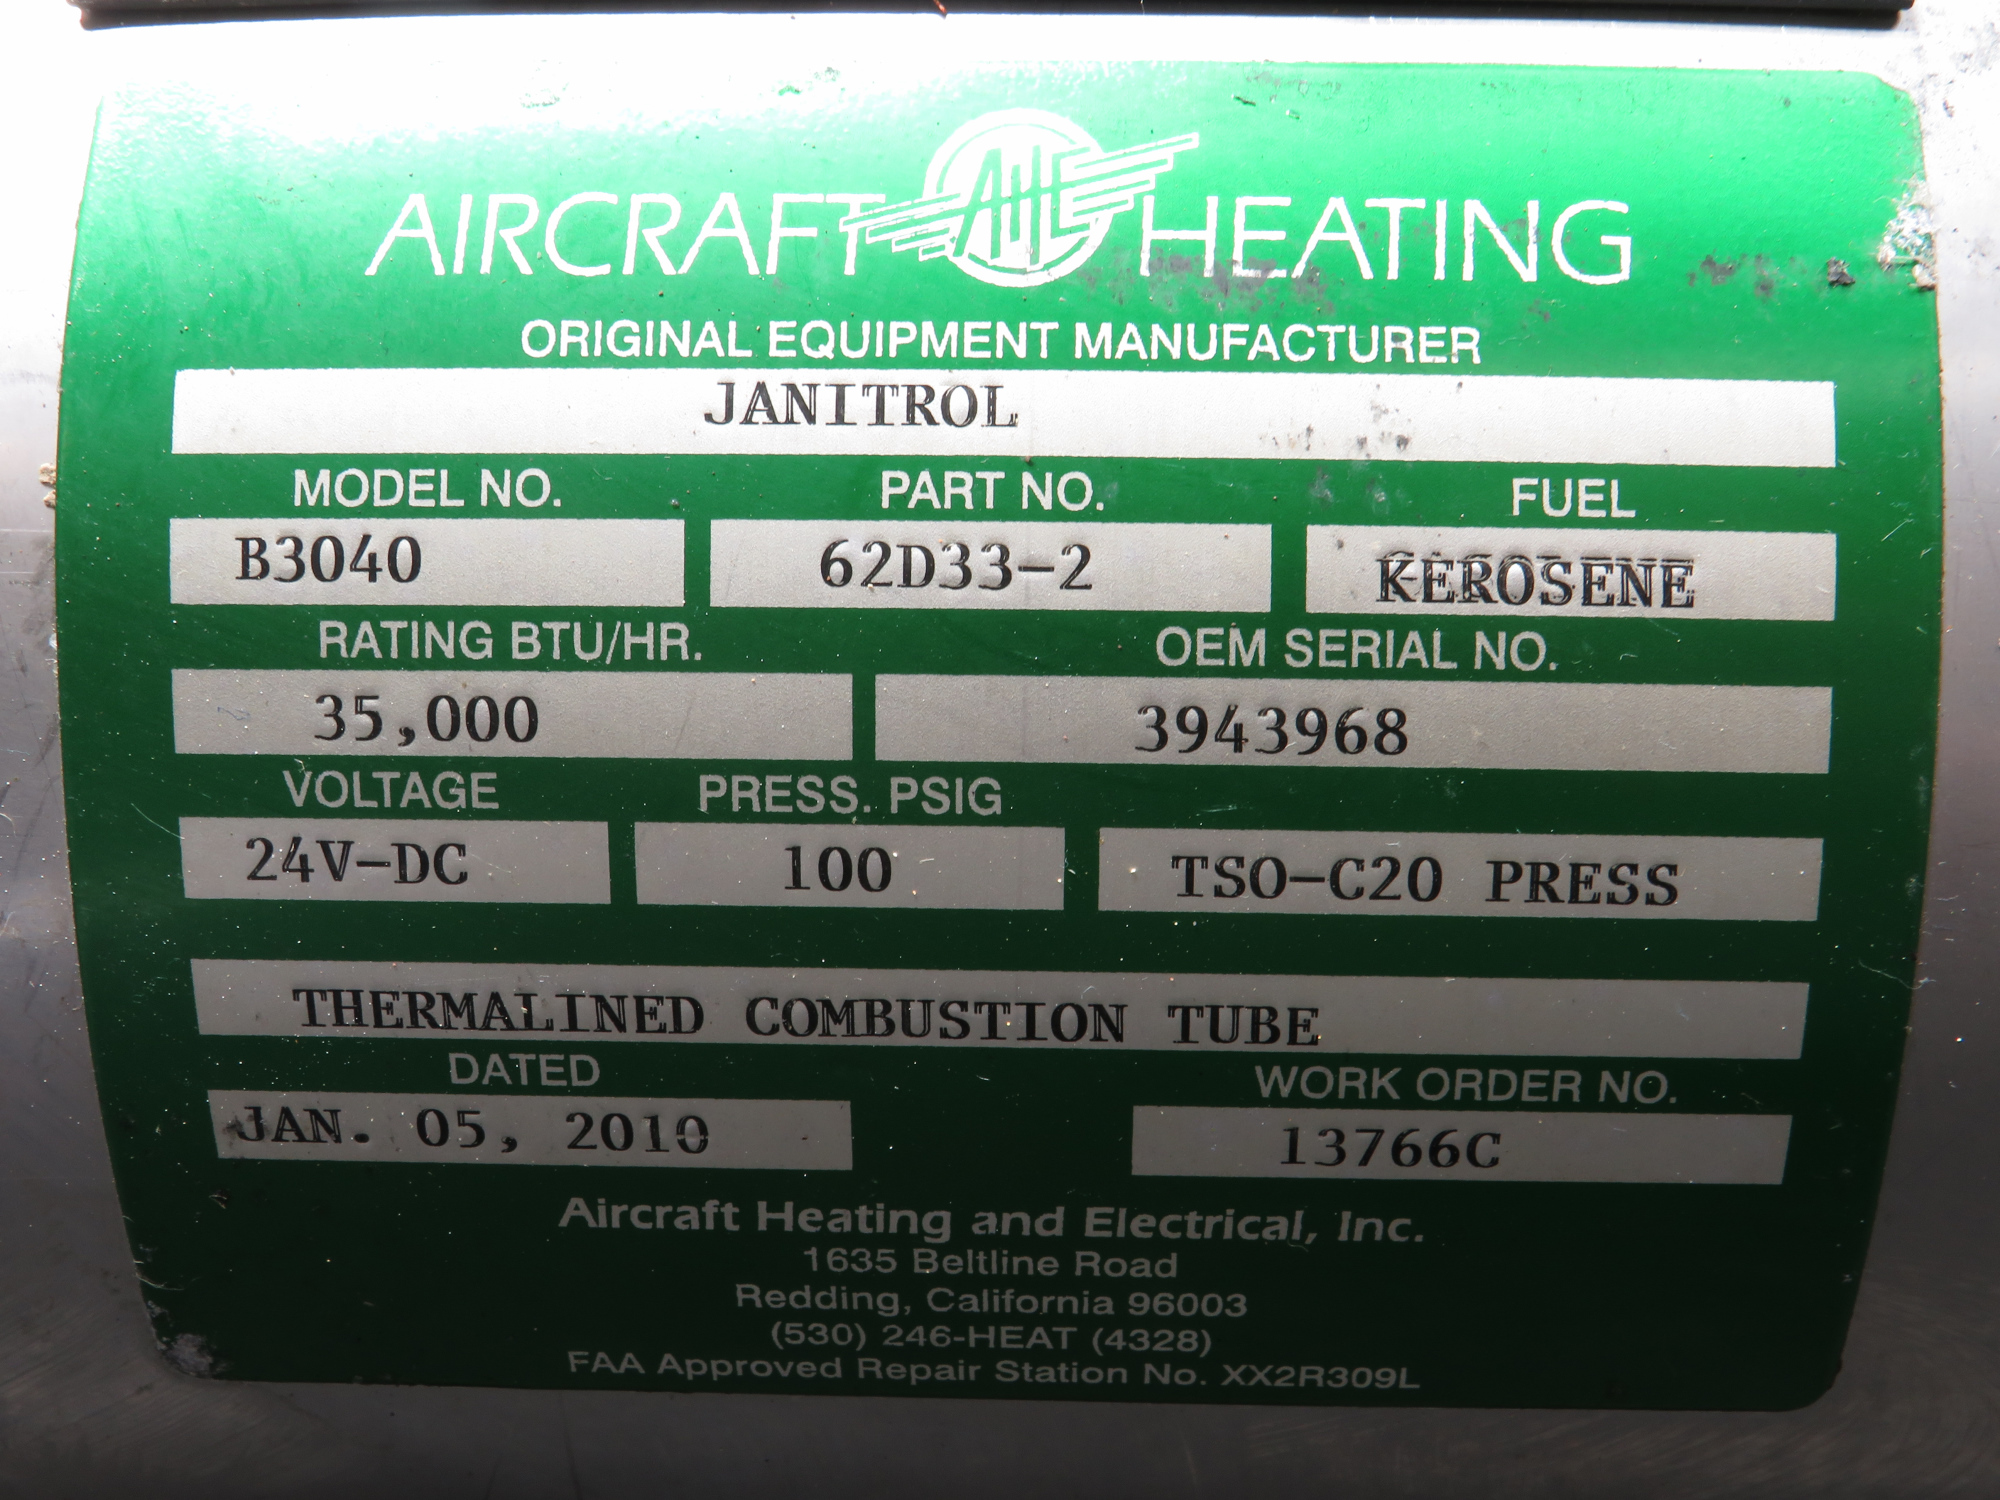 AIRCRAFT AHE HEATING
ORIGINAL EQUIPMENT MANUFACTURER
JANITROL
MODEL NO. PART NO. FUEL
B3040 62D33-2 KEROSENE
RATING BTU/HR. OEM SERIAL NO.
35,000 3943968
VOLTAGE PRESS. PSIG
24V-DC 100 TSO-C20 PRESS
THERMALINED COMBUSTION TUBE
DATED WORK ORDER NO.
JAN. 05, 2010 13766C
Aircraft Heating and Electrical, Inc.
1635 Beltline Road
Redding, California 96003
(530) 246-HEAT (4328)
FAA Approved Repair Station No. XX2R309L